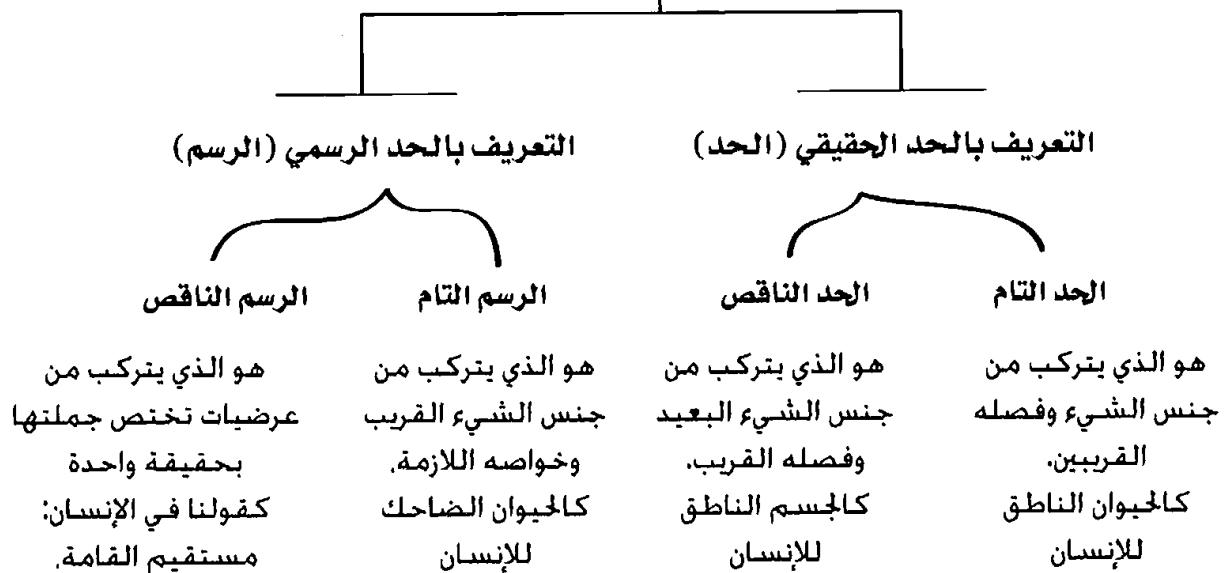 التعريف بالحد الحقيقي (الحد)
التعريف بالحد الرسمي (الرسم)
الحد التام
هو الذي يتركب من
جنس الشيء وفصله
القريبين.
كالحيوان الناطق
للإنسان
الحد الناقص
هو الذي يتركب من
جنس الشيء البعيد
وفصله القريب.
كالجسم الناطق
للإنسان
الرسم التام
هو الذي يتركب من
جنس الشيء القريب
وخواصه اللازمة.
كالحيوان الضاحك
للإنسان
الرسم الناقص
هو الذي يتركب من
عرضيات تختص جملتها
بحقيقة واحدة
كقولنا في الإنسان:
مستقيم القامة.